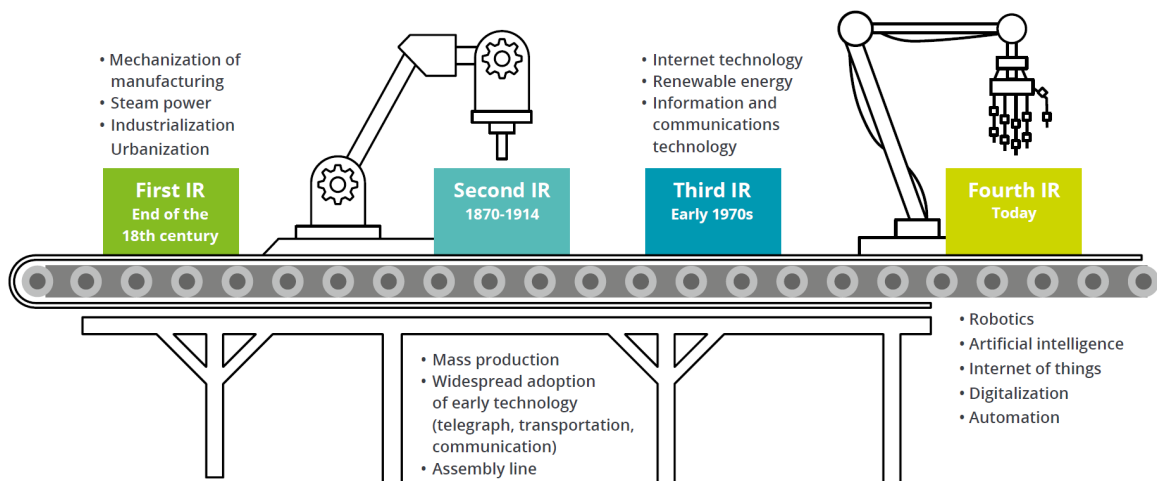 • Mechanization of
manufacturing
• Steam power
• Industrialization
Urbanization
First IR
End of the
18th century
Second IR
1870-1914
• Mass production
• Widespread adoption
of early technology
(telegraph, transportation,
communication)
• Assembly line
• Internet technology
• Renewable energy
• Information and
communications
technology
Third IR
Early 1970s
Fourth IR
Today
• Robotics
• Artificial intelligence
• Internet of things
• Digitalization
• Automation